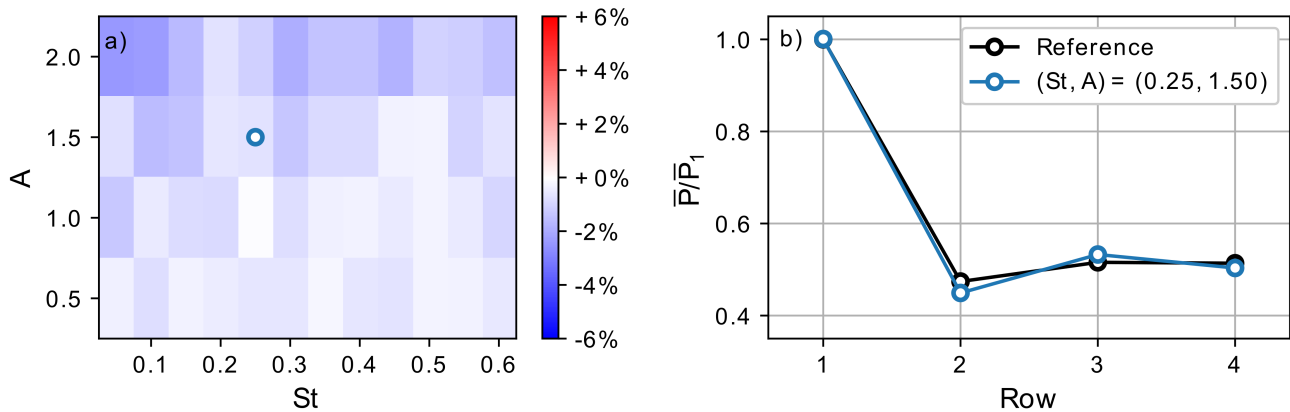 a)
2.0
1.5
1.0
0.5
A
0.1 0.2 0.3 0.4 0.5 0.6
St
+ 6%
+ 4%
+ 2%
+ 0%
-2%
-4%
-6%
b)
Reference
(St, A) = (0.25, 1.50)
1.0
0.8
0.6
0.4
P̅/P̅₁
1 2 3 4
Row